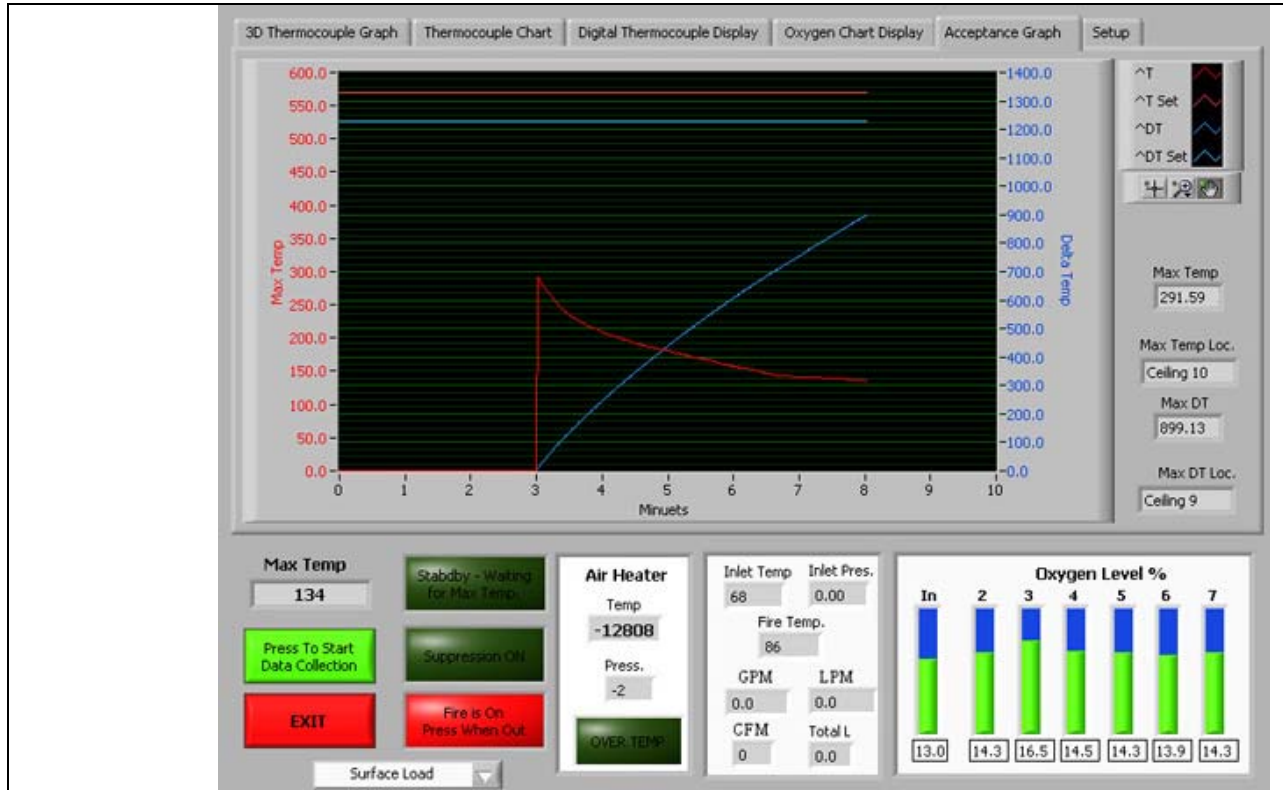 3D Thermocouple Graph
Thermocouple Chart
Digital Thermocouple Display
Oxygen Chart Display
Acceptance Graph
Setup
600.0
550.0
500.0
450.0
400.0
350.0
300.0
250.0
200.0
150.0
100.0
50.0
0.0
Max Temp
1400.0
1300.0
1200.0
1100.0
1000.0
900.0
800.0
700.0
600.0
500.0
400.0
300.0
200.0
100.0
0.0
Delta Temp
0 1 2 3 4 5 6 7 8 9 10
Minuets
^T
^T Set
^DT
^DT Set
Max Temp
291.59
Max Temp Loc.
Ceiling 10
Max DT
899.13
Max DT Loc.
Ceiling 9
Max Temp
134
Press To Start
Data Collection
EXIT
Surface Load
Stabdby - Waiting
for Max Temp.
Suppression ON
Fire is On
Press When Out
Air Heater
Temp
-12808
Press.
-2
OVER TEMP
Inlet Temp Inlet Pres.
68 0.00
Fire Temp.
86
GPM LPM
0.0 0.0
CFM Total L
0 0.0
Oxygen Level %
In 2 3 4 5 6 7
13.0 14.3 16.5 14.5 14.3 13.9 14.3